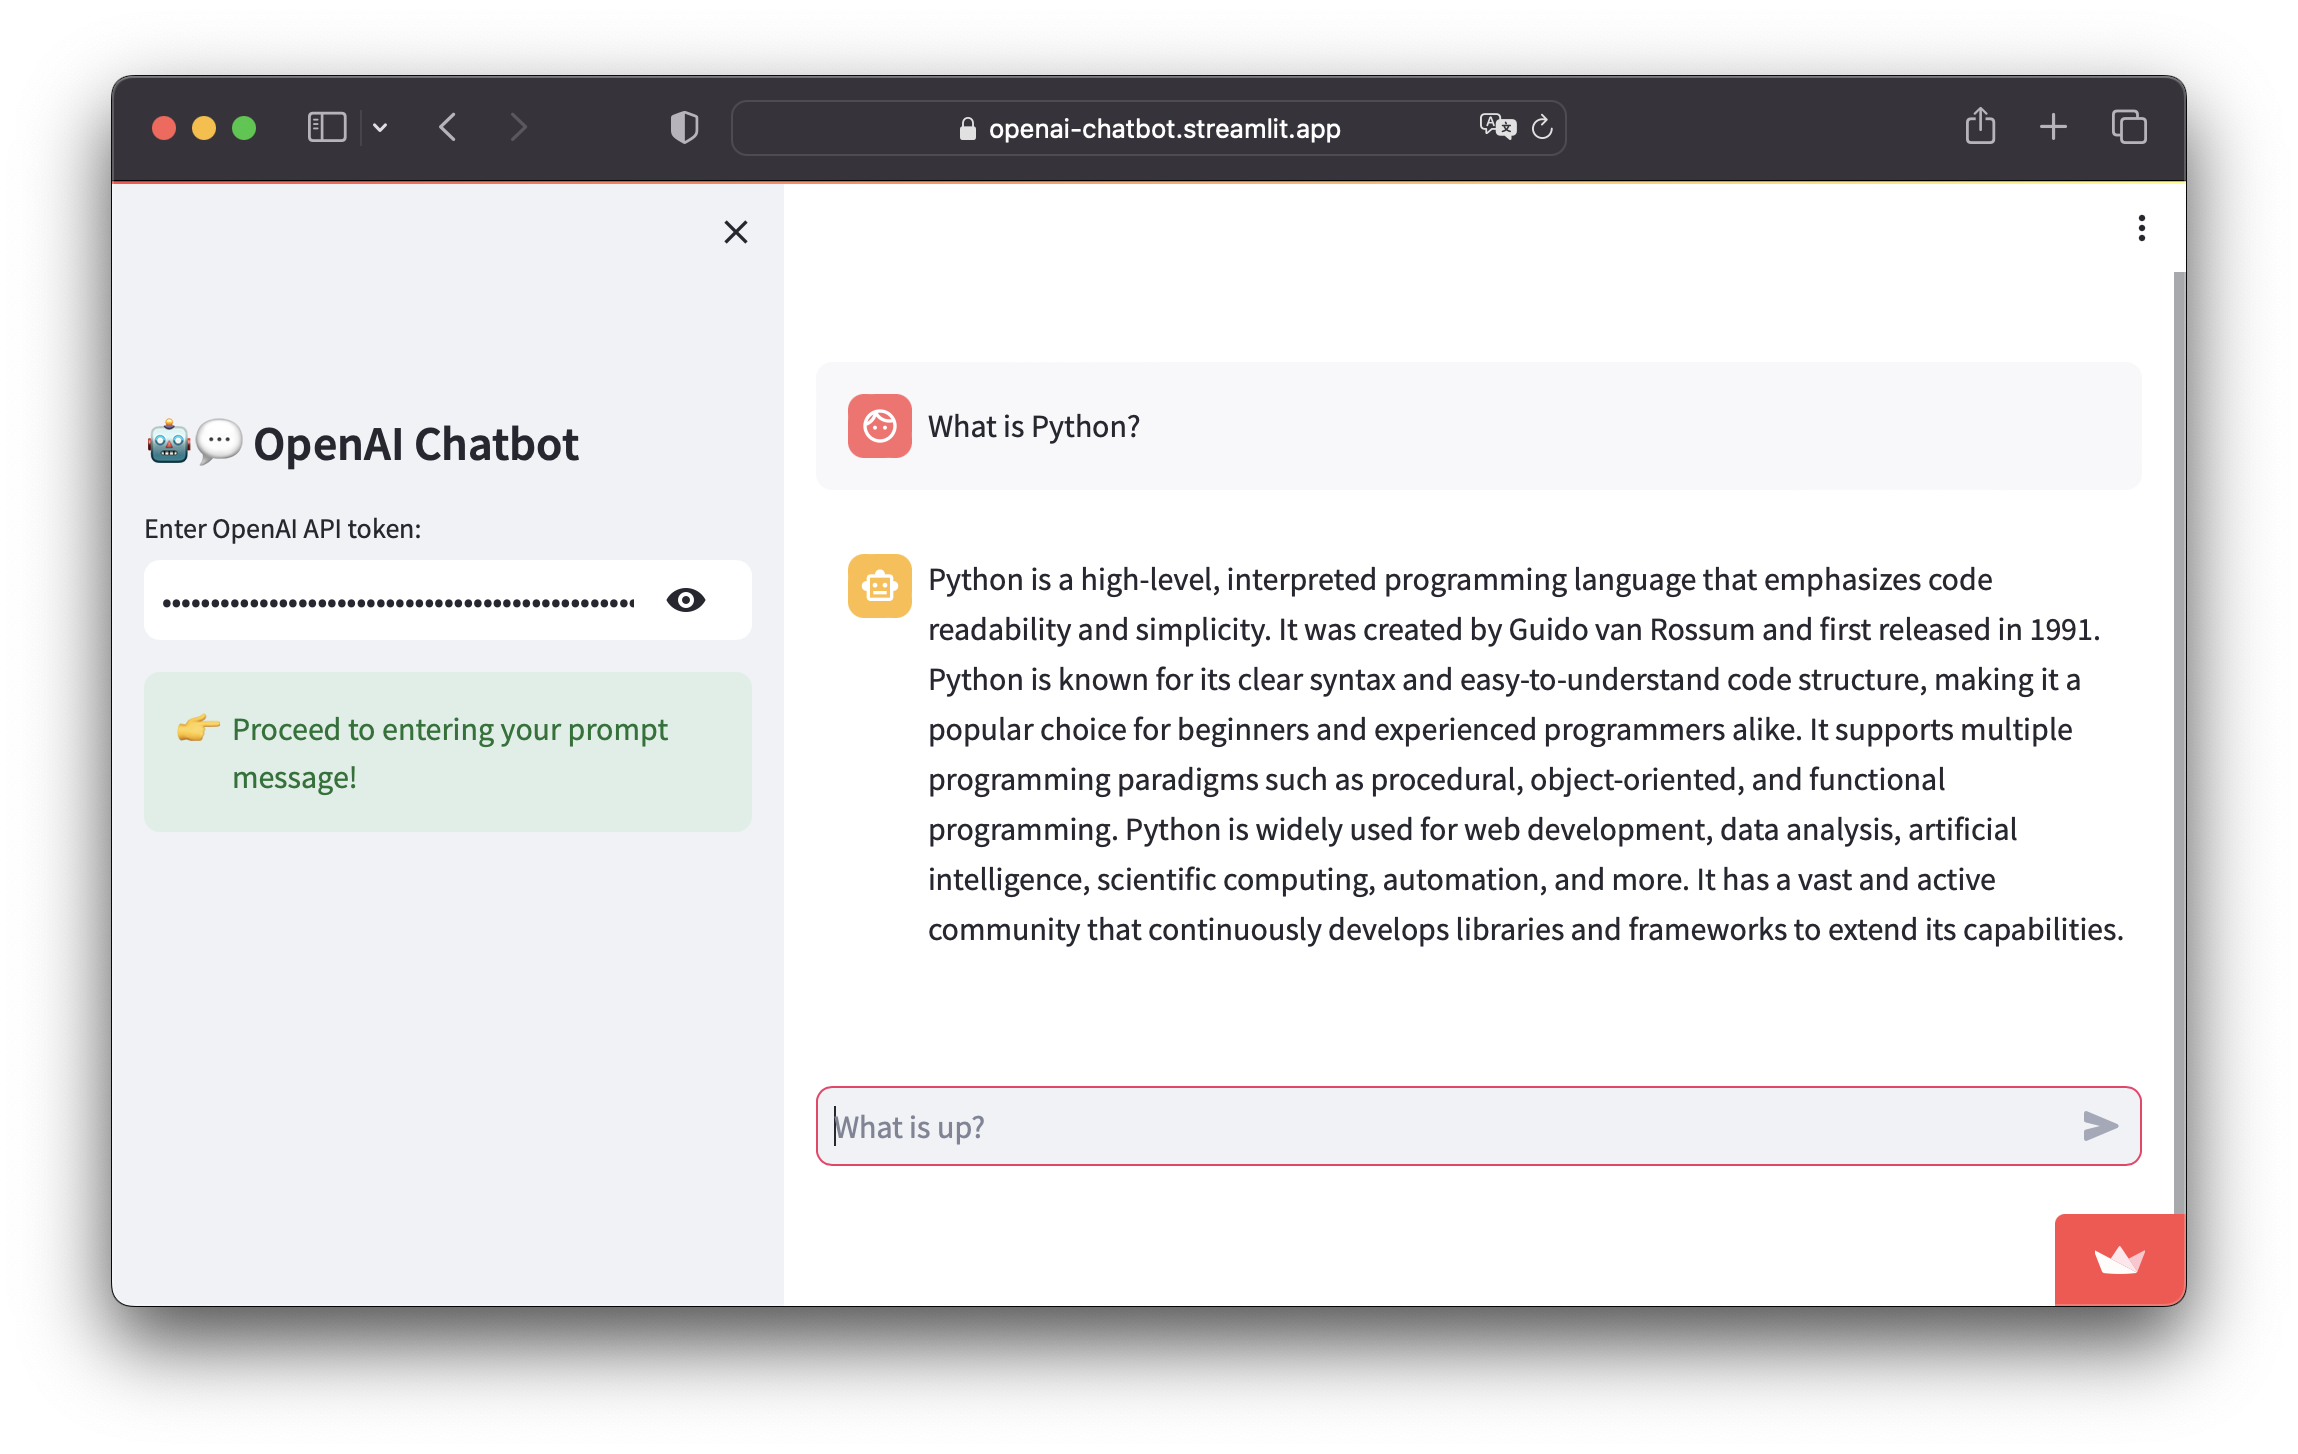 openai-chatbot.streamlit.app
OpenAI Chatbot
Enter OpenAI API token:
Proceed to entering your prompt
message!
What is Python?
Python is a high-level, interpreted programming language that emphasizes code
readability and simplicity. It was created by Guido van Rossum and first released in 1991.
Python is known for its clear syntax and easy-to-understand code structure, making it a
popular choice for beginners and experienced programmers alike. It supports multiple
programming paradigms such as procedural, object-oriented, and functional
programming. Python is widely used for web development, data analysis, artificial
intelligence, scientific computing, automation, and more. It has a vast and active
community that continuously develops libraries and frameworks to extend its capabilities.
What is up?